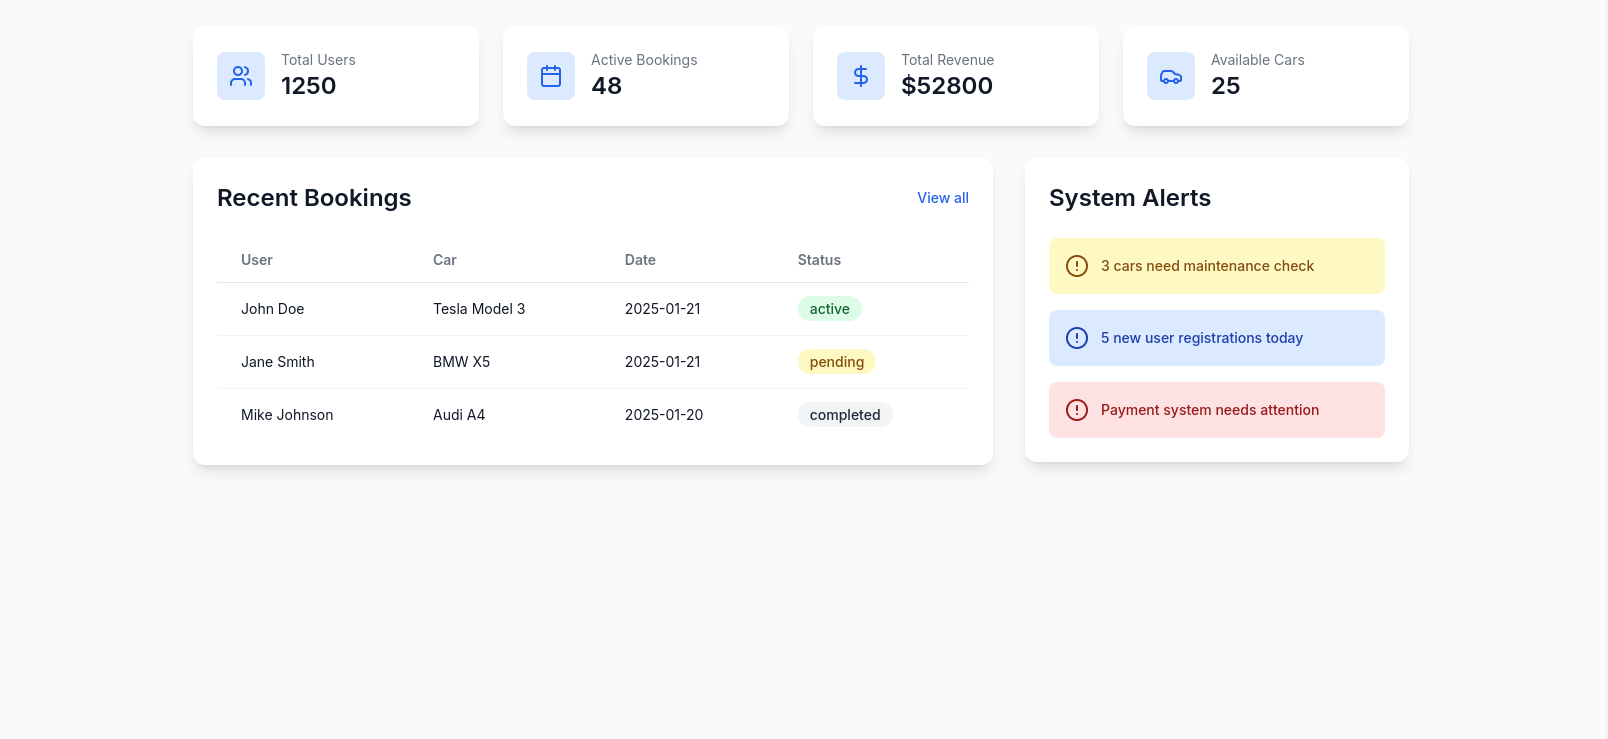 Total Users
1250
Active Bookings
48
Total Revenue
$52800
Available Cars
25
Recent Bookings
View all
User Car Date Status
John Doe Tesla Model 3 2025-01-21 active
Jane Smith BMW X5 2025-01-21 pending
Mike Johnson Audi A4 2025-01-20 completed
System Alerts
3 cars need maintenance check
5 new user registrations today
Payment system needs attention